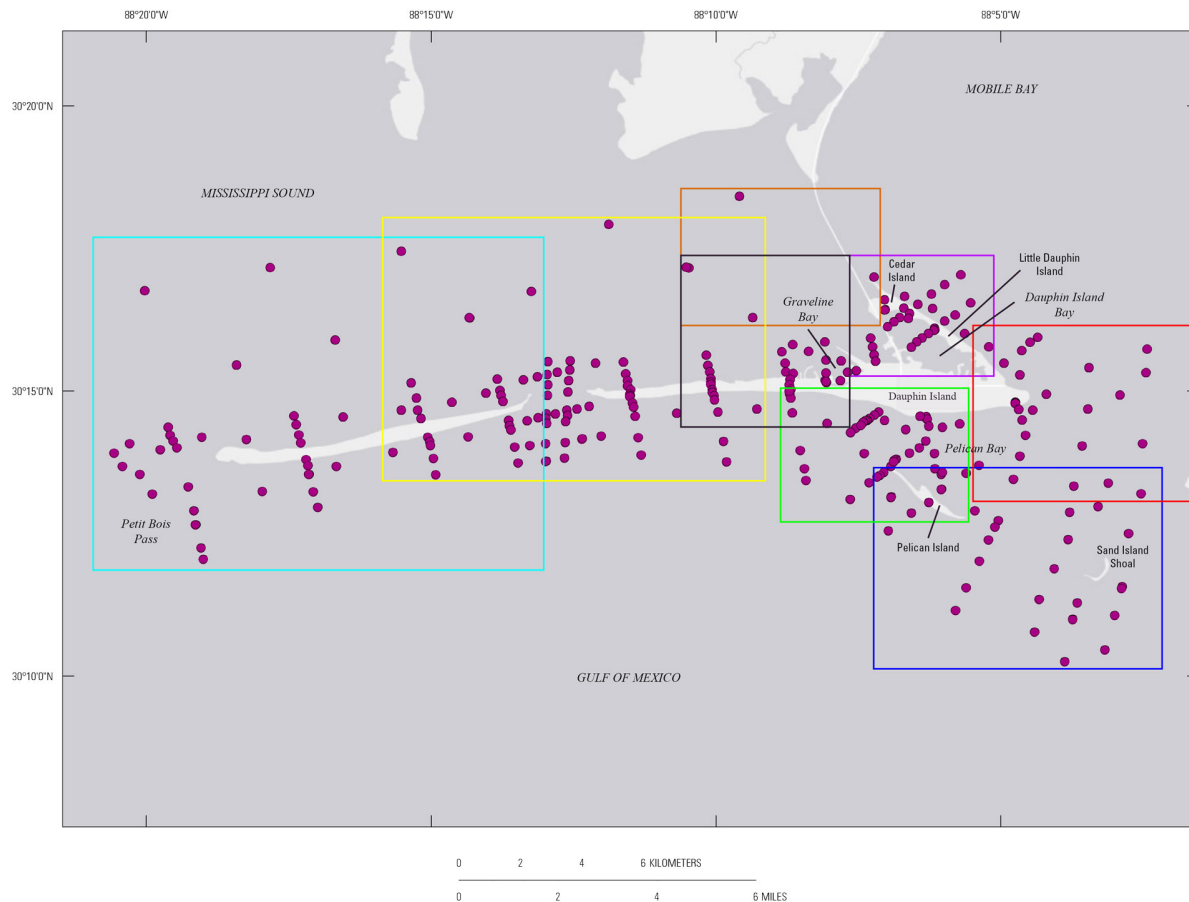 88°20'0"W
88°15'0"W
88°10'0"W
88°5'0"W
30°20'0"N
MOBILE BAY
MISSISSIPPI SOUND
Cedar
Island
Little Dauphin
Island
Dauphin Island
Bay
Graveline
Bay
30°15'0"N
Dauphin Island
Pelican Bay
Petit Bois
Pass
Pelican Island
Sand Island
Shoal
30°10'0"N
GULF OF MEXICO
0 2 4 6 KILOMETERS
0 2 4 6 MILES